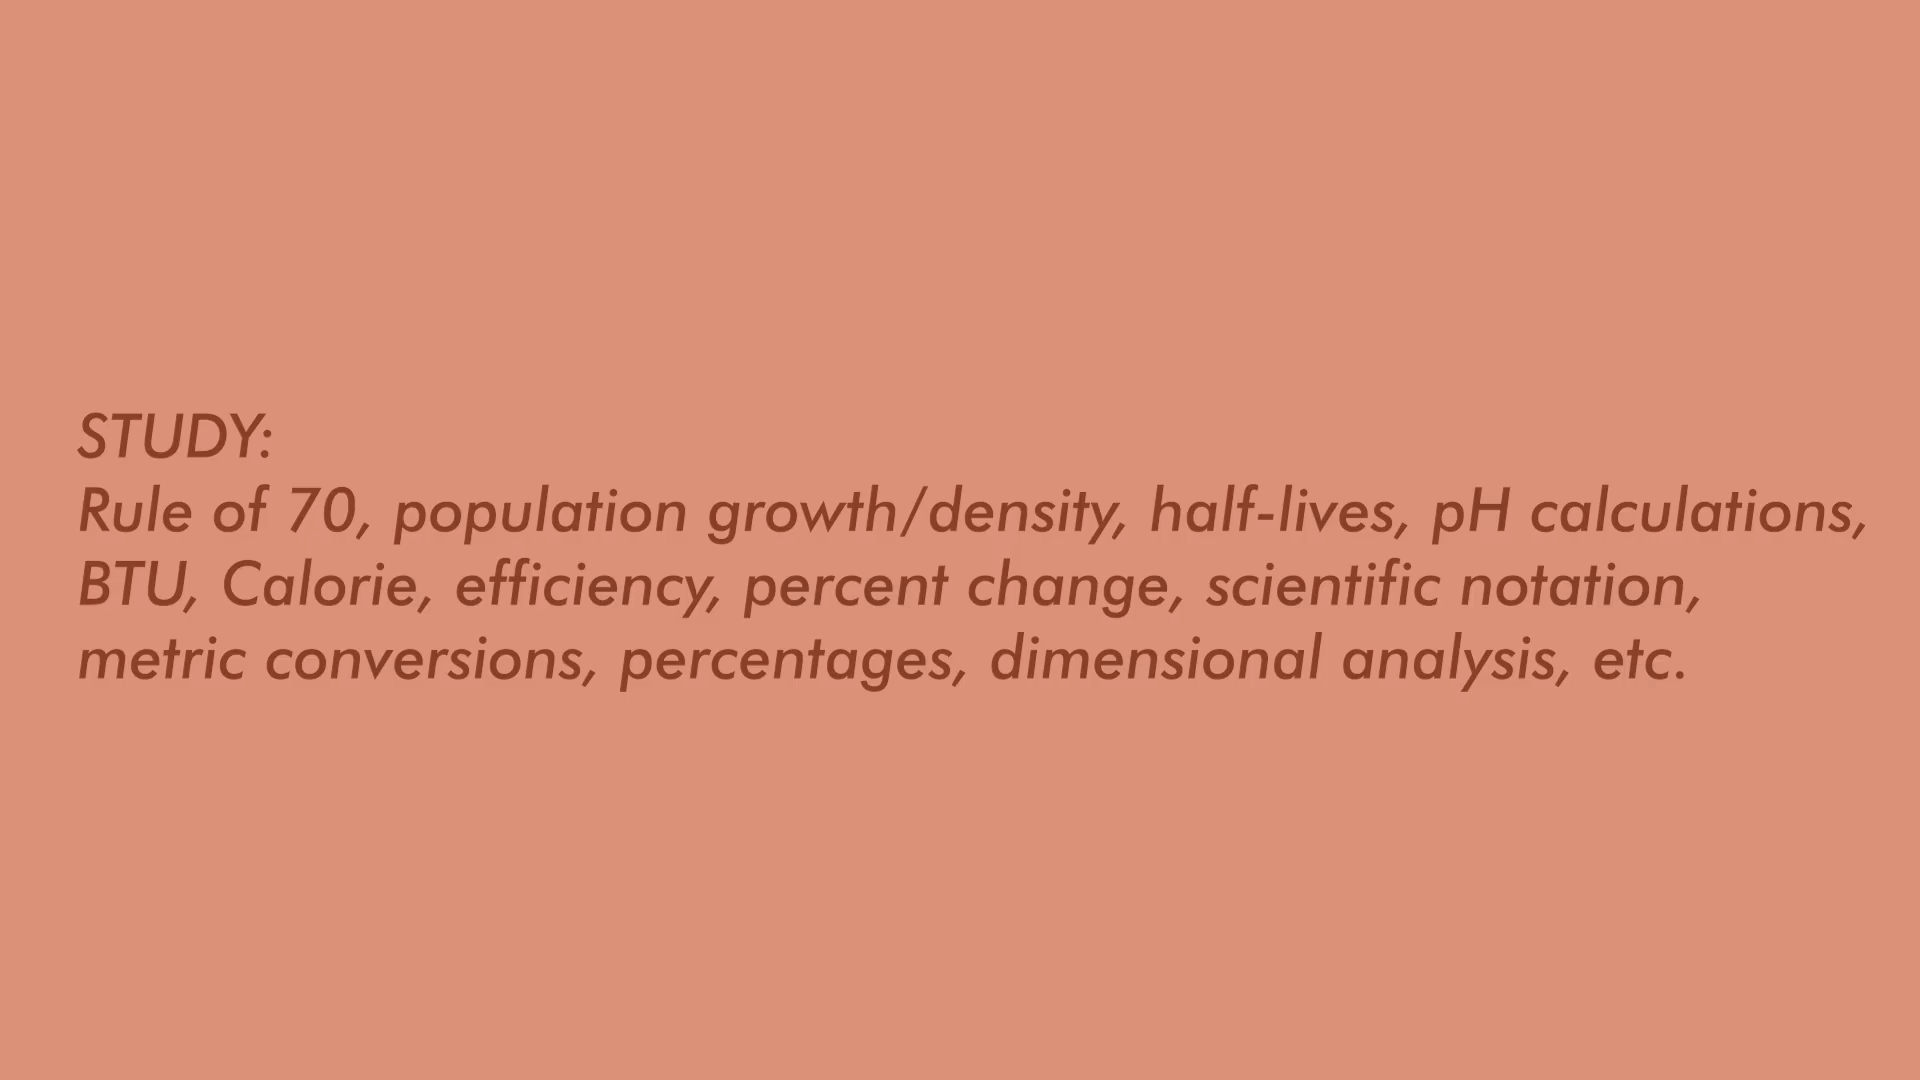 STUDY:
Rule of 70, population growth/density, half-lives, pH calculations,
BTU, Calorie, efficiency, percent change, scientific notation,
metric conversions, percentages, dimensional analysis, etc.